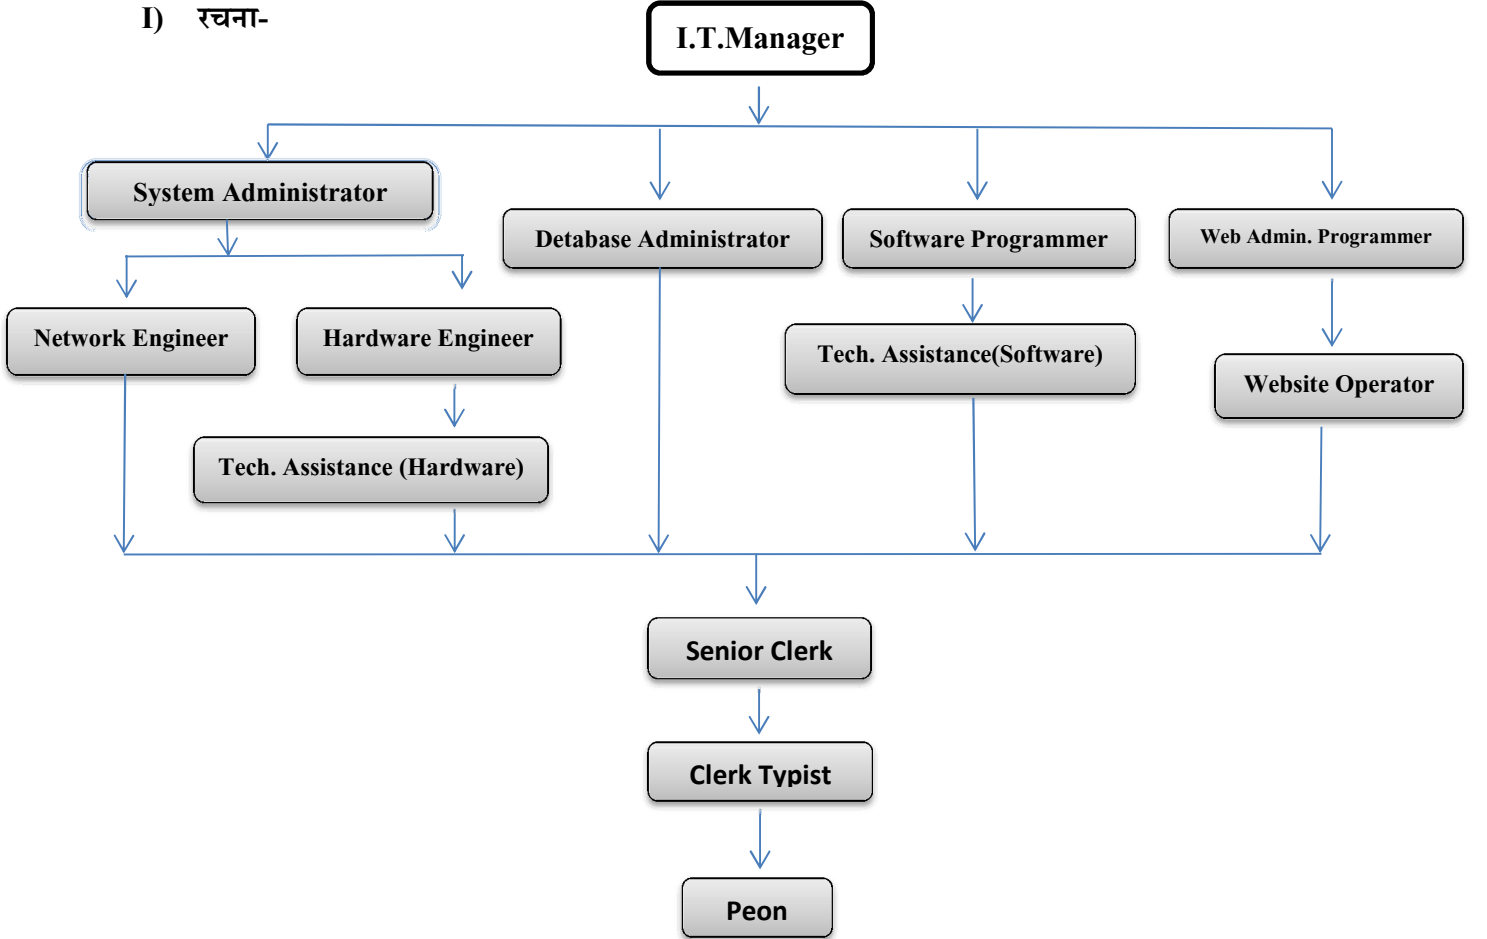 I) रचना-
I.T.Manager
System Administrator
Detabase Administrator
Software Programmer
Web Admin. Programmer
Network Engineer
Hardware Engineer
Tech. Assistance(Software)
Website Operator
Tech. Assistance (Hardware)
Senior Clerk
Clerk Typist
Peon